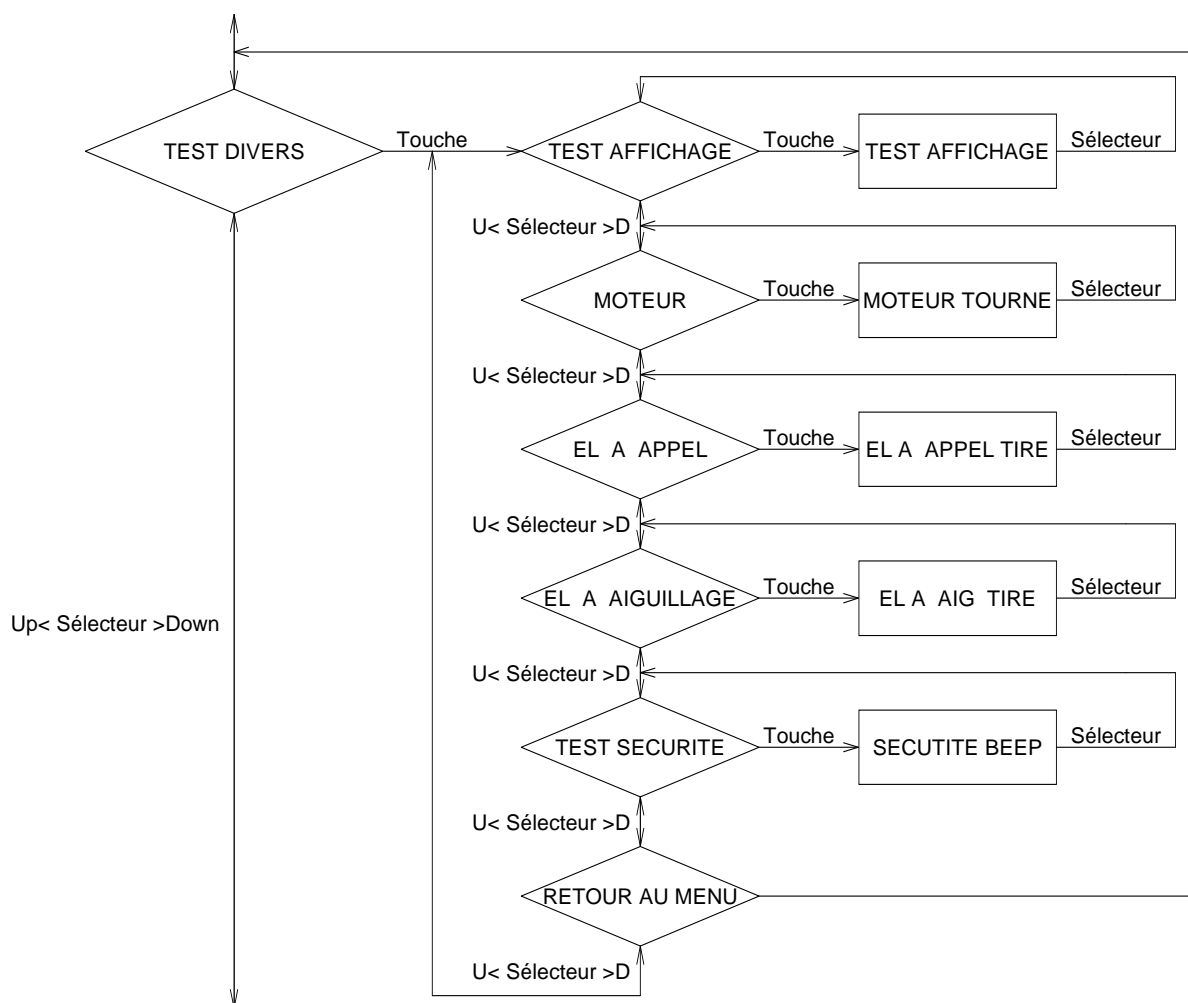 TEST DIVERS
Touche
TEST AFFICHAGE
Touche
TEST AFFICHAGE
Sélecteur
U< Sélecteur >D
MOTEUR
Touche
MOTEUR TOURNE
Sélecteur
U< Sélecteur >D
EL A APPEL
Touche
EL A APPEL TIRE
Sélecteur
U< Sélecteur >D
EL A AIGUILLAGE
Touche
EL A AIG TIRE
Sélecteur
Up< Sélecteur >Down
U< Sélecteur >D
TEST SECURITE
Touche
SECUTITE BEEP
Sélecteur
U< Sélecteur >D
RETOUR AU MENU
U< Sélecteur >D